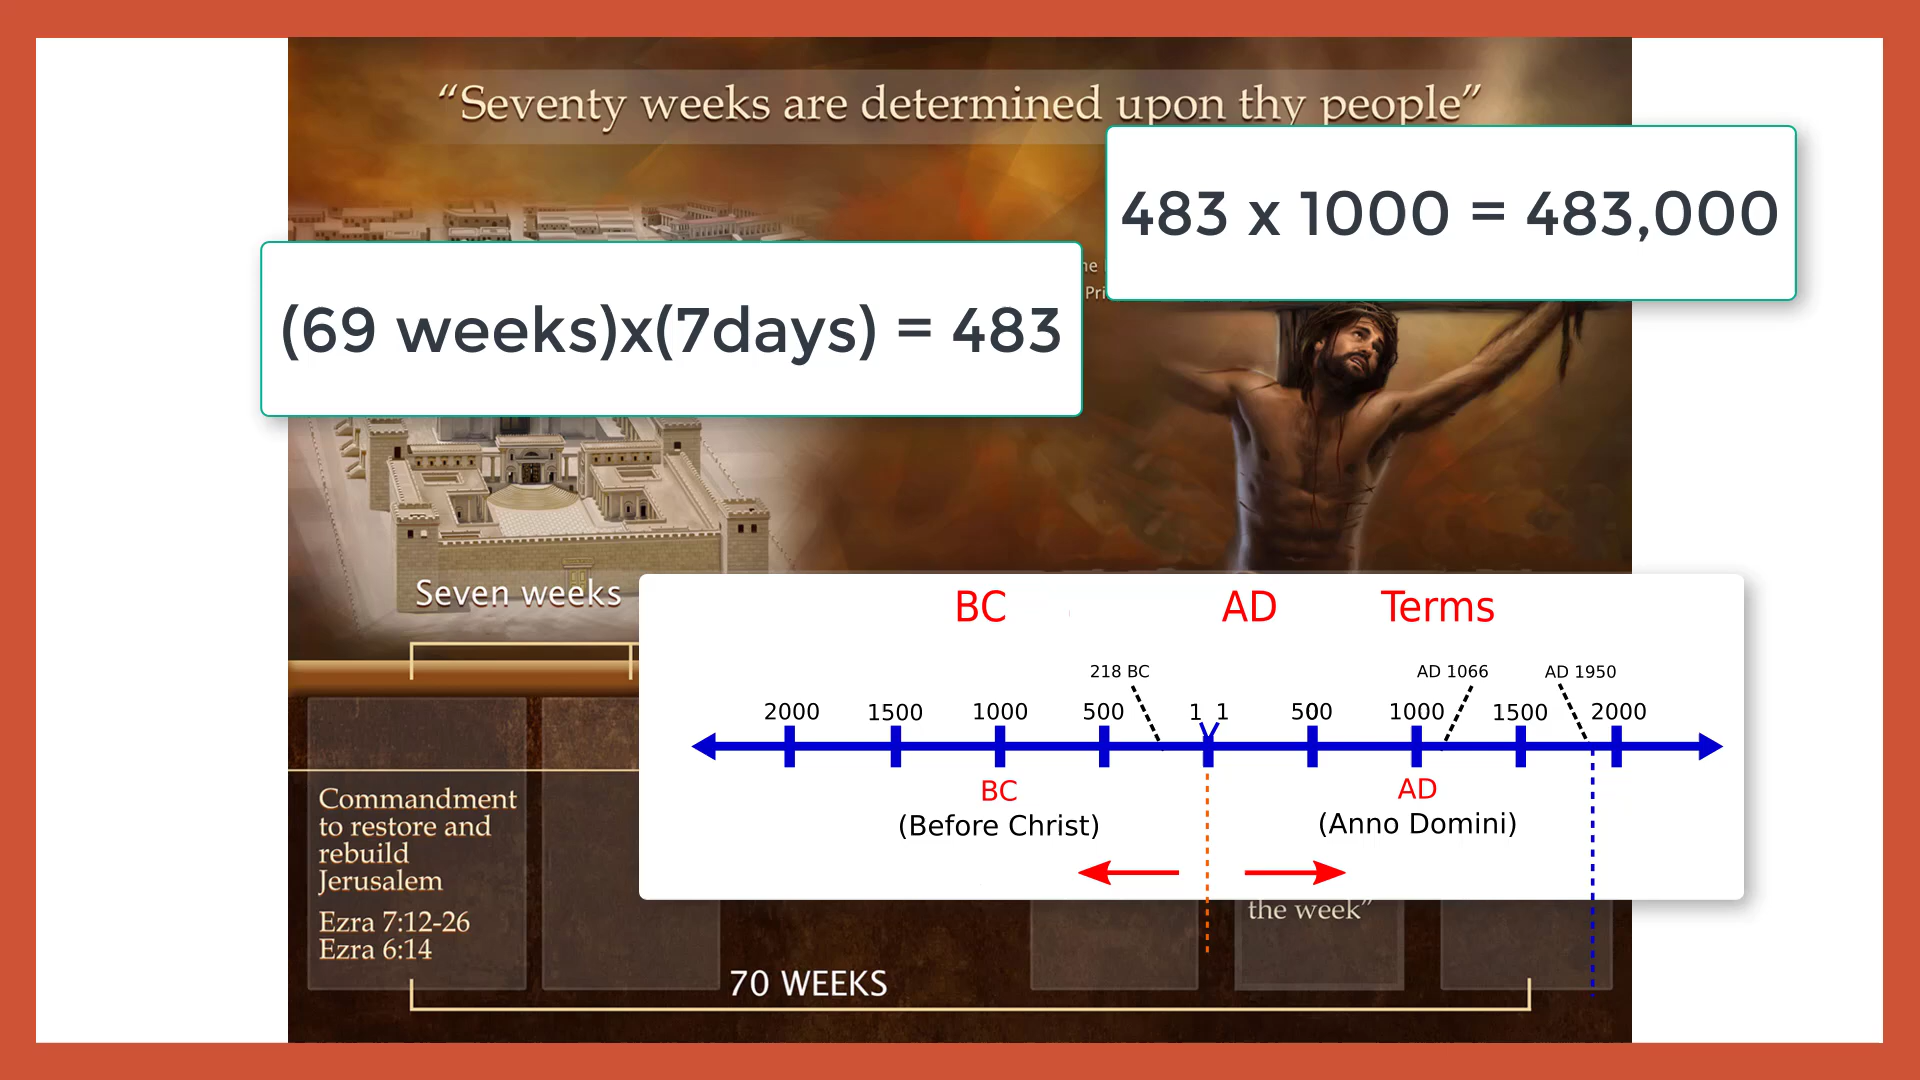 “Seventy weeks are determined upon thy people”
483 x 1000 = 483,000
(69 weeks)x(7days) = 483
Seven weeks
BC AD Terms
218 BC AD 1066 AD 1950
2000 1500 1000 500 1 1 500 1000 1500 2000
BC AD
(Before Christ) (Anno Domini)
Commandment
to restore and
rebuild
Jerusalem
Ezra 7:12-26
Ezra 6:14
the week”
70 WEEKS